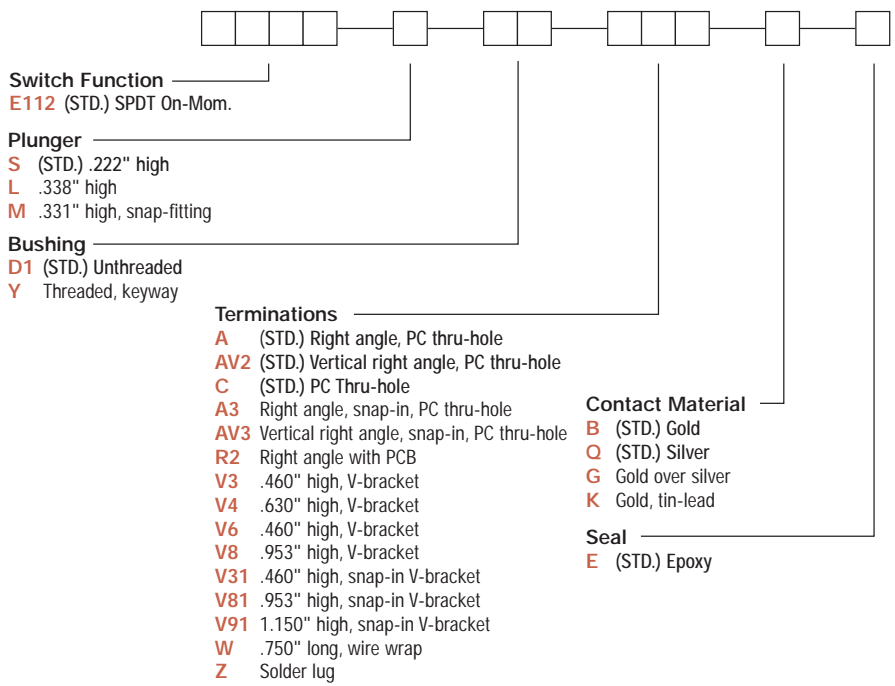 Switch Function
E112 (STD.) SPDT On-Mom.
Plunger
S (STD.) .222" high
L .338" high
M .331" high, snap-fitting
Bushing
D1 (STD.) Unthreaded
Y Threaded, keyway
Terminations
A (STD.) Right angle, PC thru-hole
AV2 (STD.) Vertical right angle, PC thru-hole
C (STD.) PC Thru-hole
A3 Right angle, snap-in, PC thru-hole
AV3 Vertical right angle, snap-in, PC thru-hole
R2 Right angle with PCB
V3 .460" high, V-bracket
V4 .630" high, V-bracket
V6 .460" high, V-bracket
V8 .953" high, V-bracket
V31 .460" high, snap-in V-bracket
V81 .953" high, snap-in V-bracket
V91 1.150" high, snap-in V-bracket
W .750" long, wire wrap
Z Solder lug
Contact Material
B (STD.) Gold
Q (STD.) Silver
G Gold over silver
K Gold, tin-lead
Seal
E (STD.) Epoxy